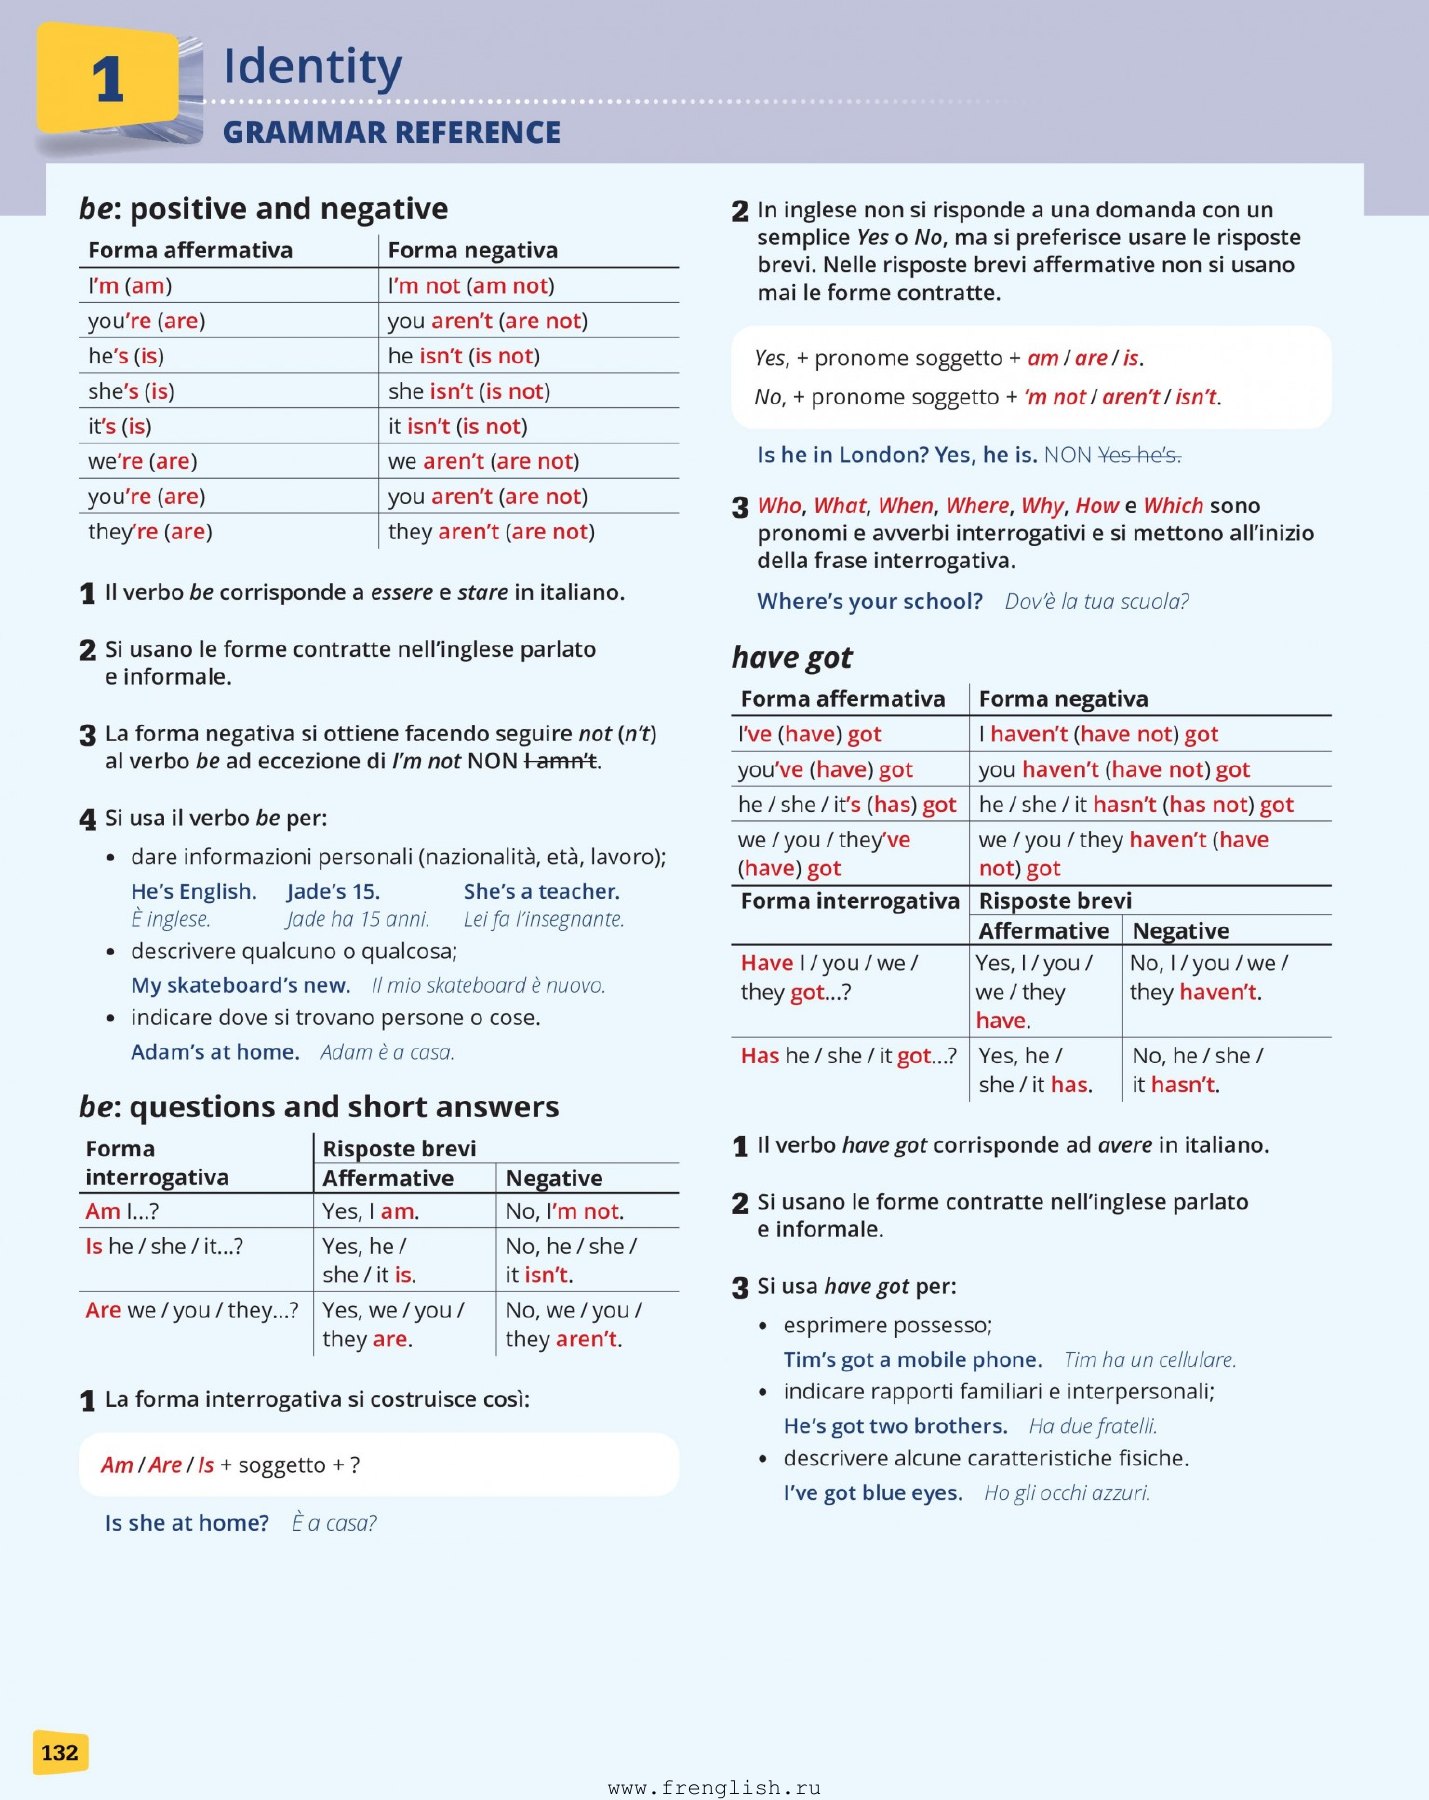 1
Identity
GRAMMAR REFERENCE
be: positive and negative
Forma affermativa Forma negativa
I'm (am) I'm not (am not)
you're (are) you aren't (are not)
he's (is) he isn't (is not)
she's (is) she isn't (is not)
it's (is) it isn't (is not)
we're (are) we aren't (are not)
you're (are) you aren't (are not)
they're (are) they aren't (are not)
1 Il verbo be corrisponde a essere e stare in italiano.
2 Si usano le forme contratte nell'inglese parlato
e informale.
3 La forma negativa si ottiene facendo seguire not (n't)
al verbo be ad eccezione di I'm not NON I amn't.
4 Si usa il verbo be per:
• dare informazioni personali (nazionalità, età, lavoro);
He's English. Jade's 15. She's a teacher.
È inglese. Jade ha 15 anni. Lei fa l'insegnante.
• descrivere qualcuno o qualcosa;
My skateboard's new. Il mio skateboard è nuovo.
• indicare dove si trovano persone o cose.
Adam's at home. Adam è a casa.
be: questions and short answers
Forma Risposte brevi
interrogativa Affermative Negative
Am I...? Yes, I am. No, I'm not.
Is he / she / it...? Yes, he / No, he / she /
she / it is. it isn't.
Are we / you / they...? Yes, we / you / No, we / you /
they are. they aren't.
1 La forma interrogativa si costruisce così:
Am / Are / Is + soggetto + ?
Is she at home? È a casa?
2 In inglese non si risponde a una domanda con un
semplice Yes o No, ma si preferisce usare le risposte
brevi. Nelle risposte brevi affermative non si usano
mai le forme contratte.
Yes, + pronome soggetto + am / are / is.
No, + pronome soggetto + 'm not / aren't / isn't.
Is he in London? Yes, he is. NON Yes he's.
3 Who, What, When, Where, Why, How e Which sono
pronomi e avverbi interrogativi e si mettono all'inizio
della frase interrogativa.
Where's your school? Dov'è la tua scuola?
have got
Forma affermativa Forma negativa
I've (have) got I haven't (have not) got
you've (have) got you haven't (have not) got
he / she / it's (has) got he / she / it hasn't (has not) got
we / you / they've we / you / they haven't (have
(have) got not) got
Forma interrogativa Risposte brevi
Affermative Negative
Have I / you / we / Yes, I / you / No, I / you / we /
they got...? we / they they haven't.
have.
Has he / she / it got...? Yes, he / No, he / she /
she / it has. it hasn't.
1 Il verbo have got corrisponde ad avere in italiano.
2 Si usano le forme contratte nell'inglese parlato
e informale.
3 Si usa have got per:
• esprimere possesso;
Tim's got a mobile phone. Tim ha un cellulare.
• indicare rapporti familiari e interpersonali;
He's got two brothers. Ha due fratelli.
• descrivere alcune caratteristiche fisiche.
I've got blue eyes. Ho gli occhi azzurri.
132
www.frenglish.ru